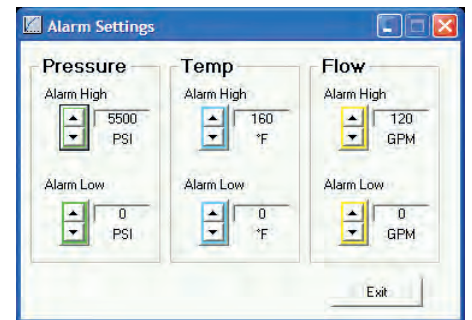 Alarm Settings
Pressure Temp Flow
Alarm High Alarm High Alarm High
5500 160 120
PSI °F GPM
Alarm Low Alarm Low Alarm Low
0 0 0
PSI °F GPM
Exit